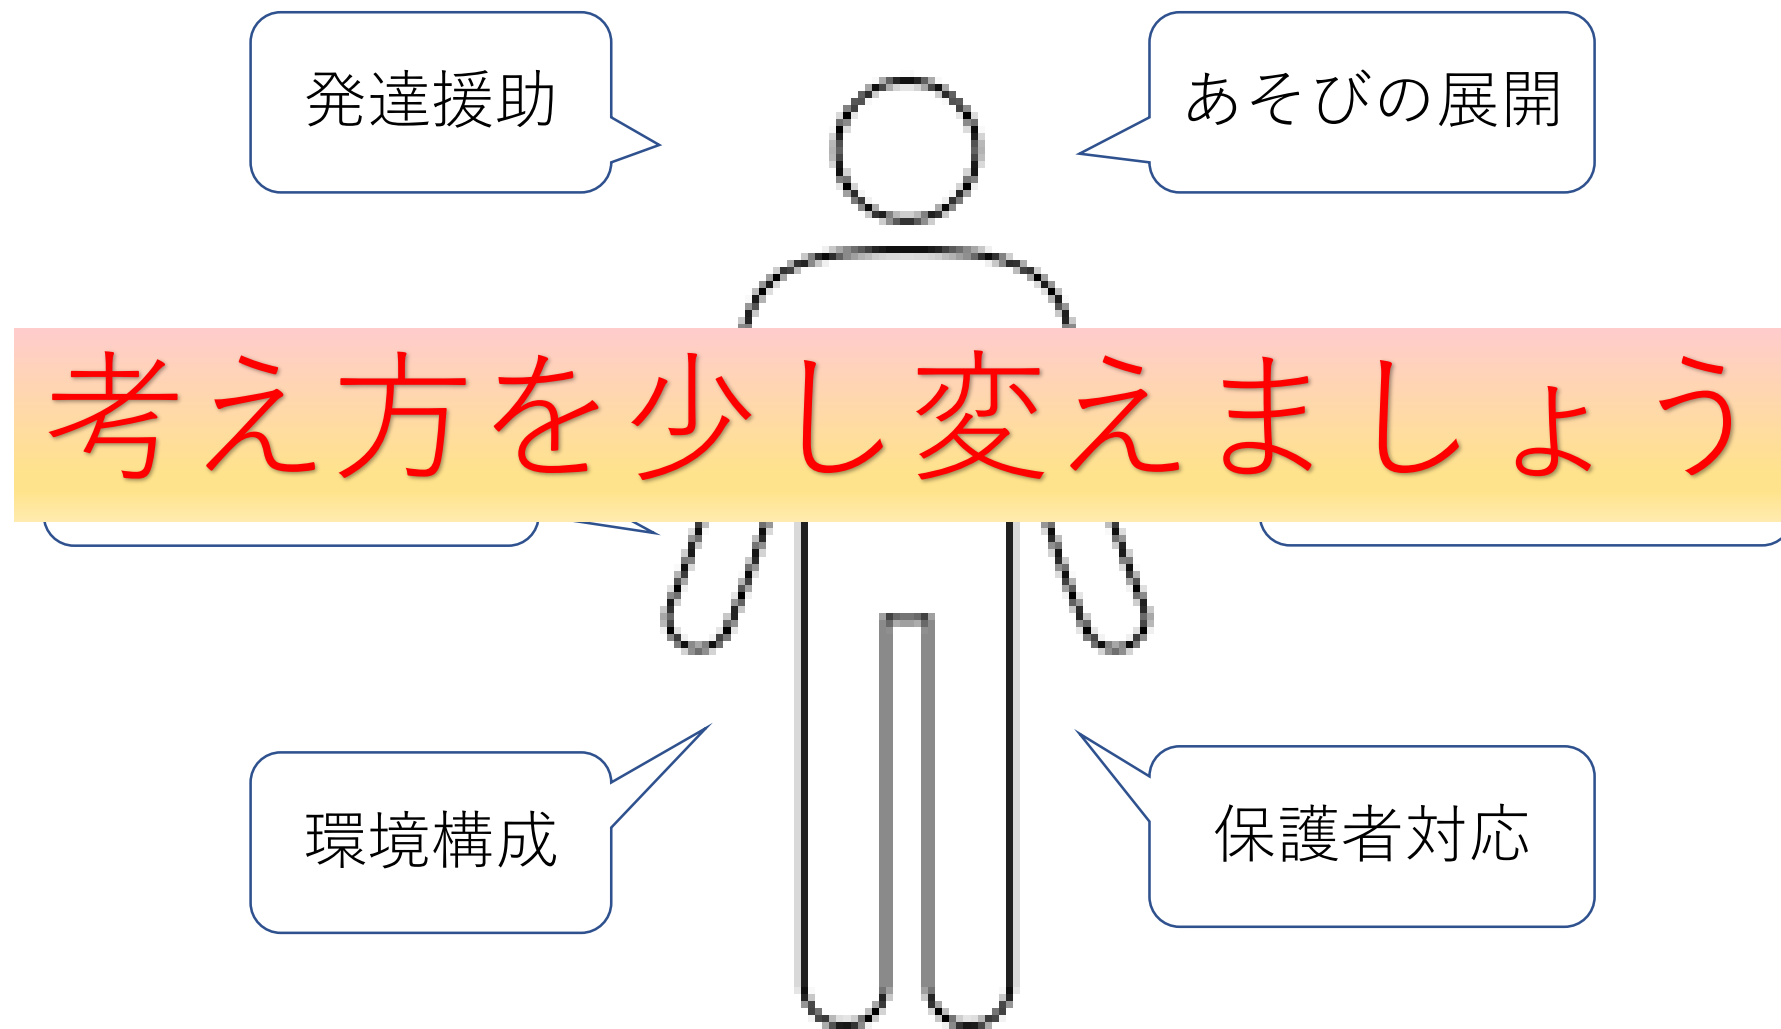 発達援助
あそびの展開
考え方を少し変えましょう
環境構成
保護者対応